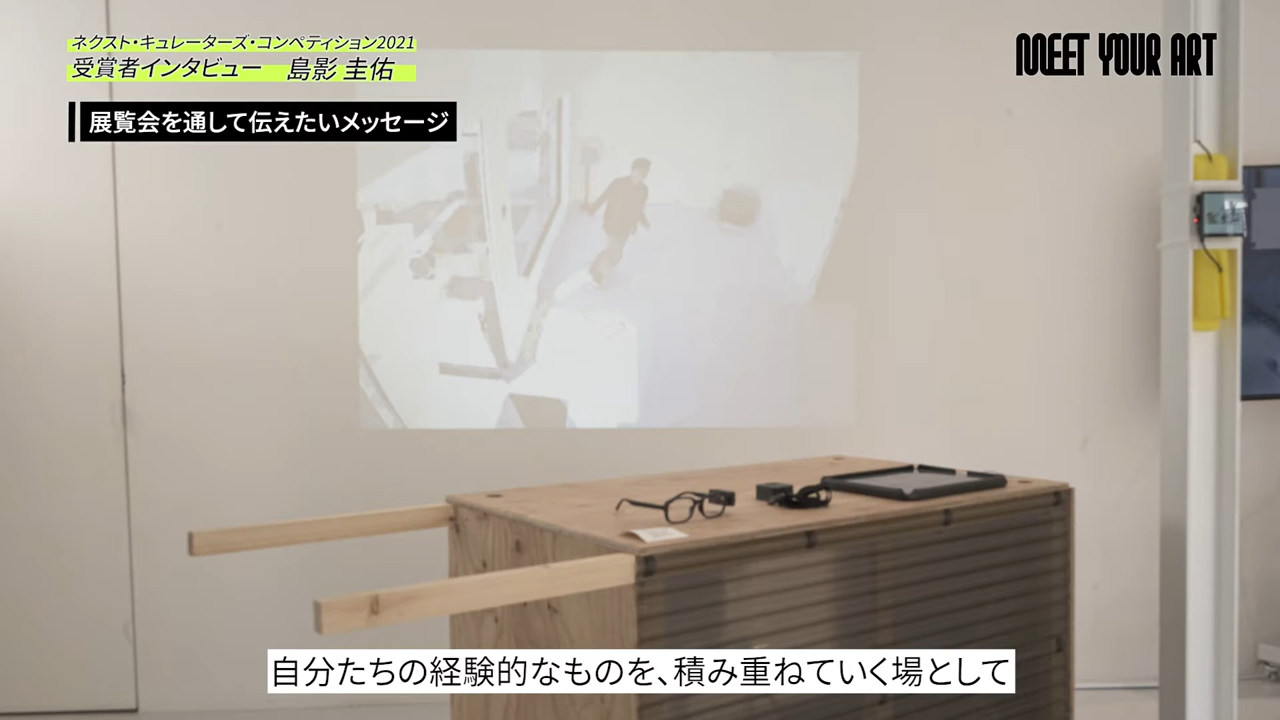 ネクスト・キュレーターズ・コンペティション2021
受賞者インタビュー 島影 圭佑
MEET YOUR ART
展覧会を通して伝えたいメッセージ
自分たちの経験的なものを、積み重ねていく場として